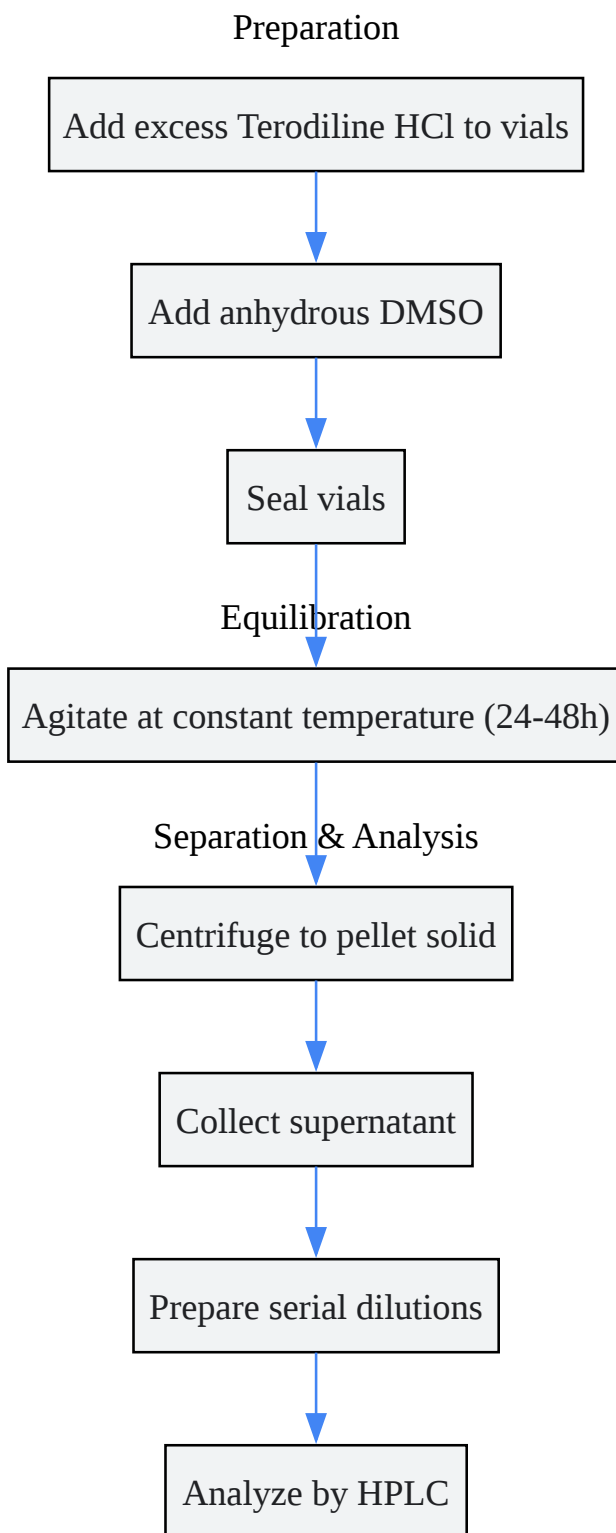 Preparation
Add excess Terodiline HCl to vials
Add anhydrous DMSO
Seal vials
Equilibration
Agitate at constant temperature (24-48h)
Separation & Analysis
Centrifuge to pellet solid
Collect supernatant
Prepare serial dilutions
Analyze by HPLC